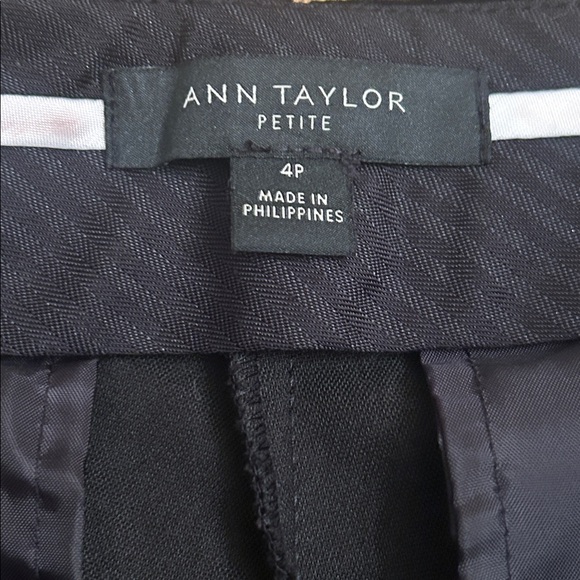 ANN TAYLOR
PETITE
4P
MADE IN
PHILIPPINES